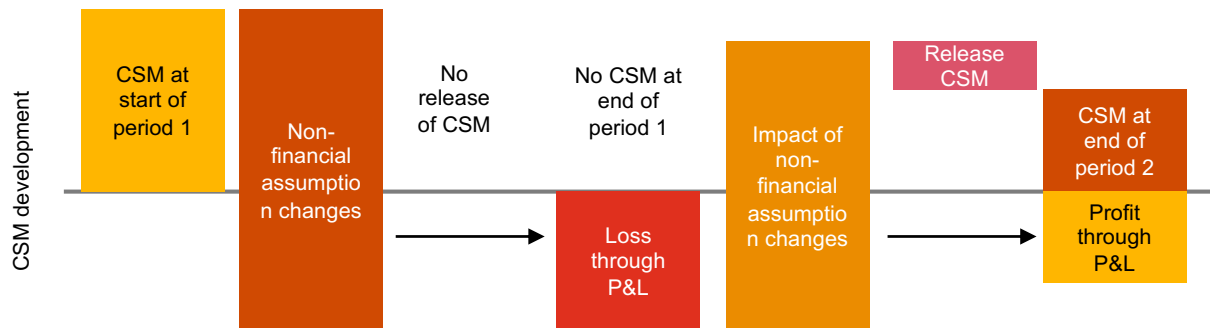 CSM development
CSM at
start of
period 1
Non-
financial
assumptio
n changes
No
release
of CSM
No CSM at
end of
period 1
Loss
through
P&L
Impact of
non-
financial
assumptio
n changes
Release
CSM
CSM at
end of
period 2
Profit
through
P&L